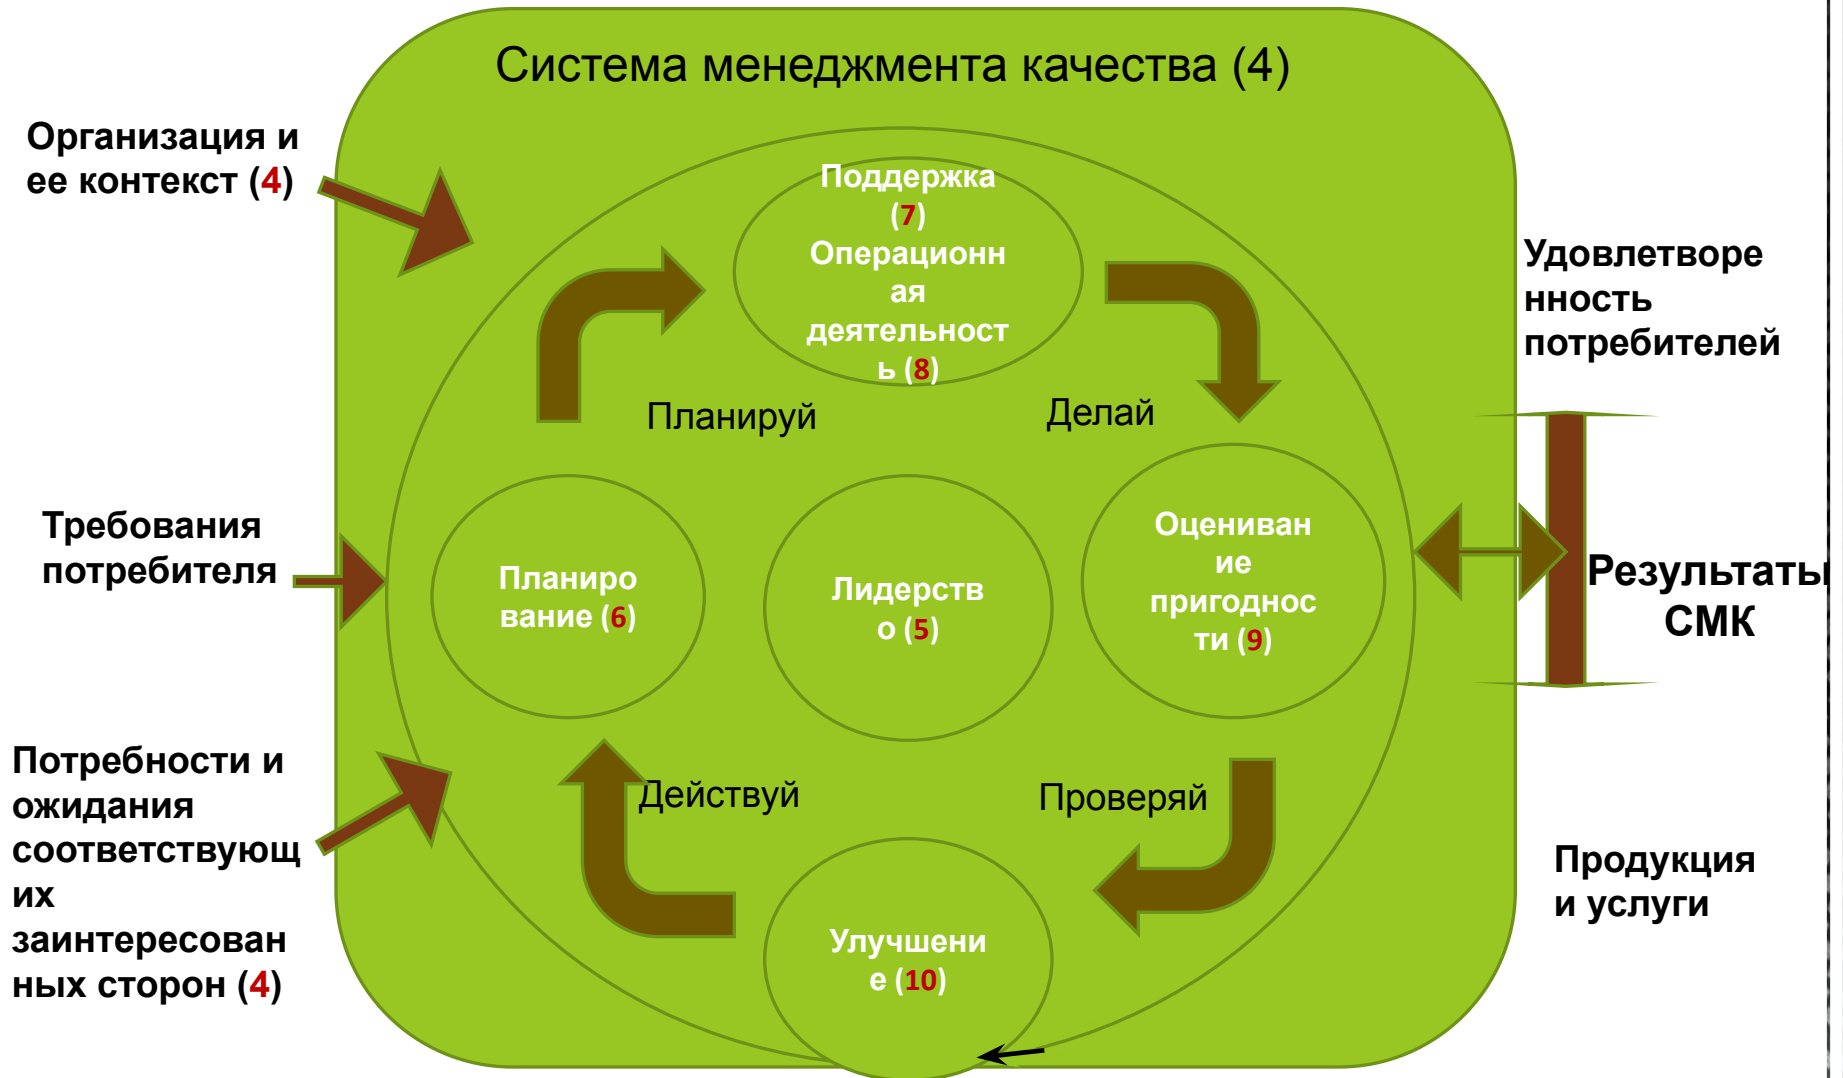 Система менеджмента качества (4)
Организация и
ее контекст (4)
Требования
потребителя
Потребности и
ожидания
соответствующ
их
заинтересован
ных сторон (4)
Поддержка
(7)
Операционн
ая
деятельност
ь (8)
Планируй
Делай
Планиро
вание (6)
Лидерств
о (5)
Оцениван
ие
пригоднос
ти (9)
Действуй
Проверяй
Улучшени
е (10)
Удовлетворе
нность
потребителей
Результаты
СМК
Продукция
и услуги